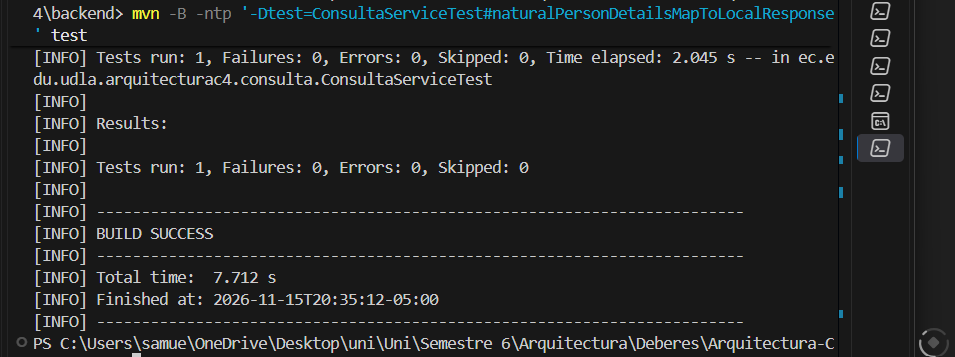 4\backend> mvn -B -ntp '-Dtest=ConsultaServiceTest#naturalPersonDetailsMapToLocalResponse
' test
[INFO] Tests run: 1, Failures: 0, Errors: 0, Skipped: 0, Time elapsed: 2.045 s -- in ec.e
du.udla.arquitecturac4.consulta.ConsultaServiceTest
[INFO]
[INFO] Results:
[INFO]
[INFO] Tests run: 1, Failures: 0, Errors: 0, Skipped: 0
[INFO]
[INFO] ------------------------------------------------------------------------
[INFO] BUILD SUCCESS
[INFO] ------------------------------------------------------------------------
[INFO] Total time:  7.712 s
[INFO] Finished at: 2026-11-15T20:35:12-05:00
[INFO] ------------------------------------------------------------------------
PS C:\Users\samue\OneDrive\Desktop\uni\Uni\Semestre 6\Arquitectura\Deberes\Arquitectura-C